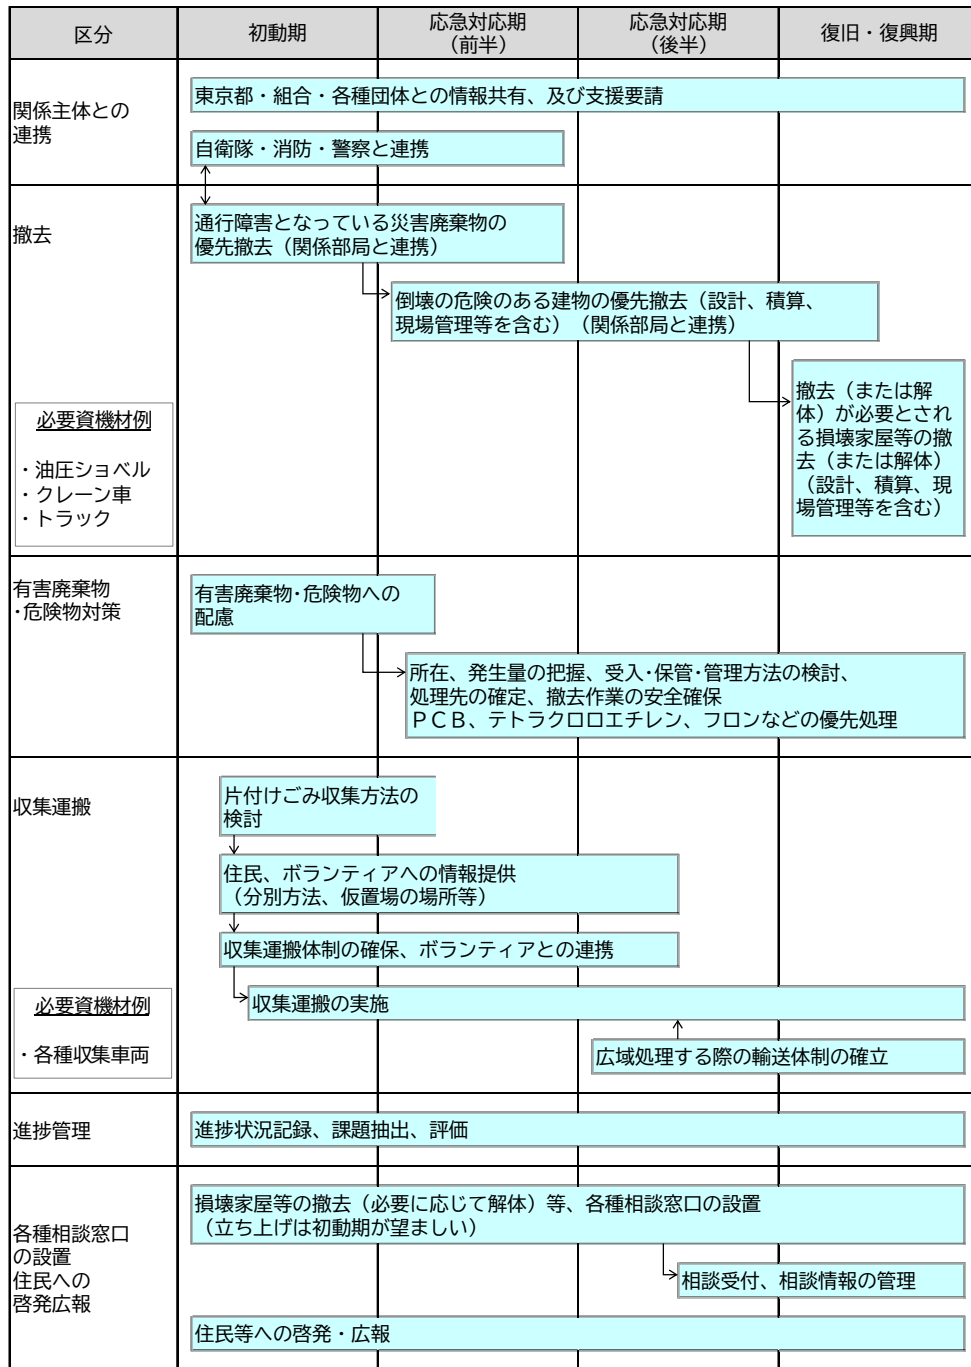 区分
初動期
応急対応期
（前半）
応急対応期
（後半）
復旧・復興期
関係主体との
連携
東京都・組合・各種団体との情報共有、及び支援要請
自衛隊・消防・警察と連携
撤去
通行障害となっている災害廃棄物の
優先撤去（関係部局と連携）
倒壊の危険のある建物の優先撤去（設計、積算、
現場管理等を含む）（関係部局と連携）
撤去（または解
体）が必要とされ
る損壊家屋等の撤
去（または解体）
（設計、積算、現
場管理等を含む）
必要資機材例
・油圧ショベル
・クレーン車
・トラック
有害廃棄物
・危険物対策
有害廃棄物・危険物への
配慮
所在、発生量の把握、受入・保管・管理方法の検討、
処理先の確定、撤去作業の安全確保
ＰＣＢ、テトラクロロエチレン、フロンなどの優先処理
収集運搬
片付けごみ収集方法の
検討
住民、ボランティアへの情報提供
（分別方法、仮置場の場所等）
収集運搬体制の確保、ボランティアとの連携
収集運搬の実施
広域処理する際の輸送体制の確立
必要資機材例
・各種収集車両
進捗管理
進捗状況記録、課題抽出、評価
各種相談窓口
の設置
住民への
啓発広報
損壊家屋等の撤去（必要に応じて解体）等、各種相談窓口の設置
（立ち上げは初動期が望ましい）
相談受付、相談情報の管理
住民等への啓発・広報